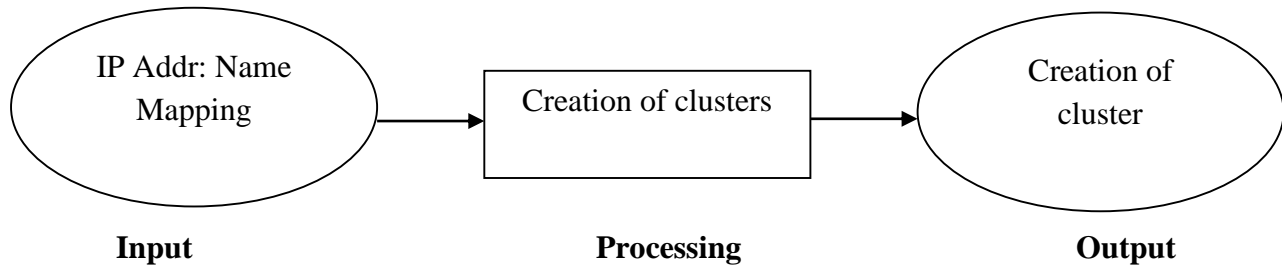 IP Addr: Name
Mapping
Creation of clusters
Creation of
cluster
Input
Processing
Output